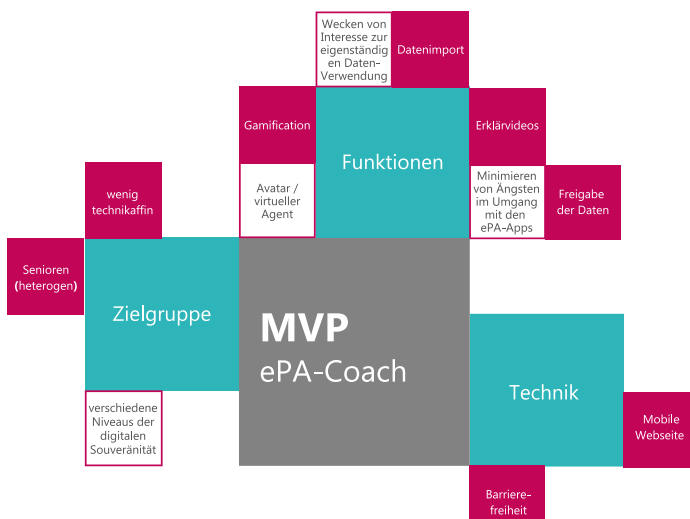 Wecken von
Interesse zur
eigenständig
en Daten-
Verwendung
Datenimport
Gamification
Funktionen
Erklärvideos
Avatar /
virtueller
Agent
Minimieren
von Ängsten
im Umgang
mit den
ePA-Apps
Freigabe
der Daten
wenig
technikaffin
Senioren
(heterogen)
Zielgruppe
MVP
ePA-Coach
verschiedene
Niveaus der
digitalen
Souveränität
Technik
Mobile
Webseite
Barriere-
freiheit